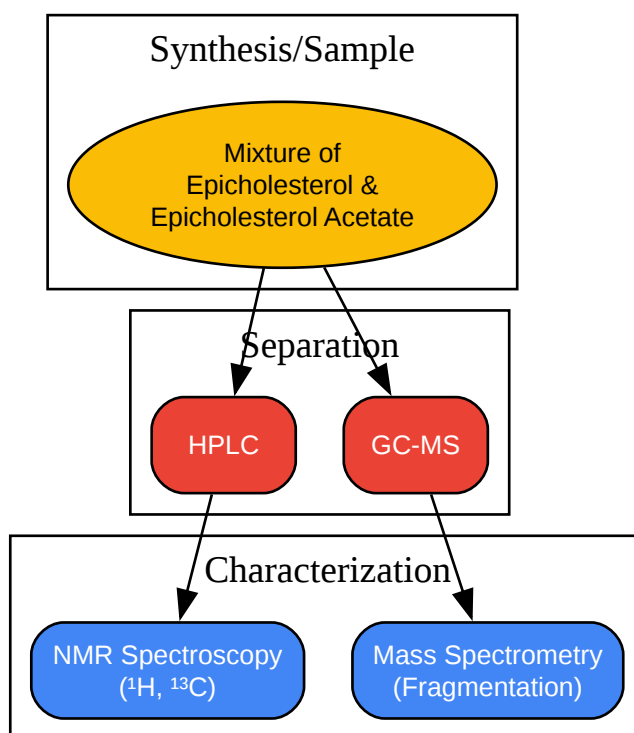 Synthesis/Sample
Mixture of
Epicholesterol &
Epicholesterol Acetate
Separation
HPLC
GC-MS
Characterization
NMR Spectroscopy
(¹H, ¹³C)
Mass Spectrometry
(Fragmentation)